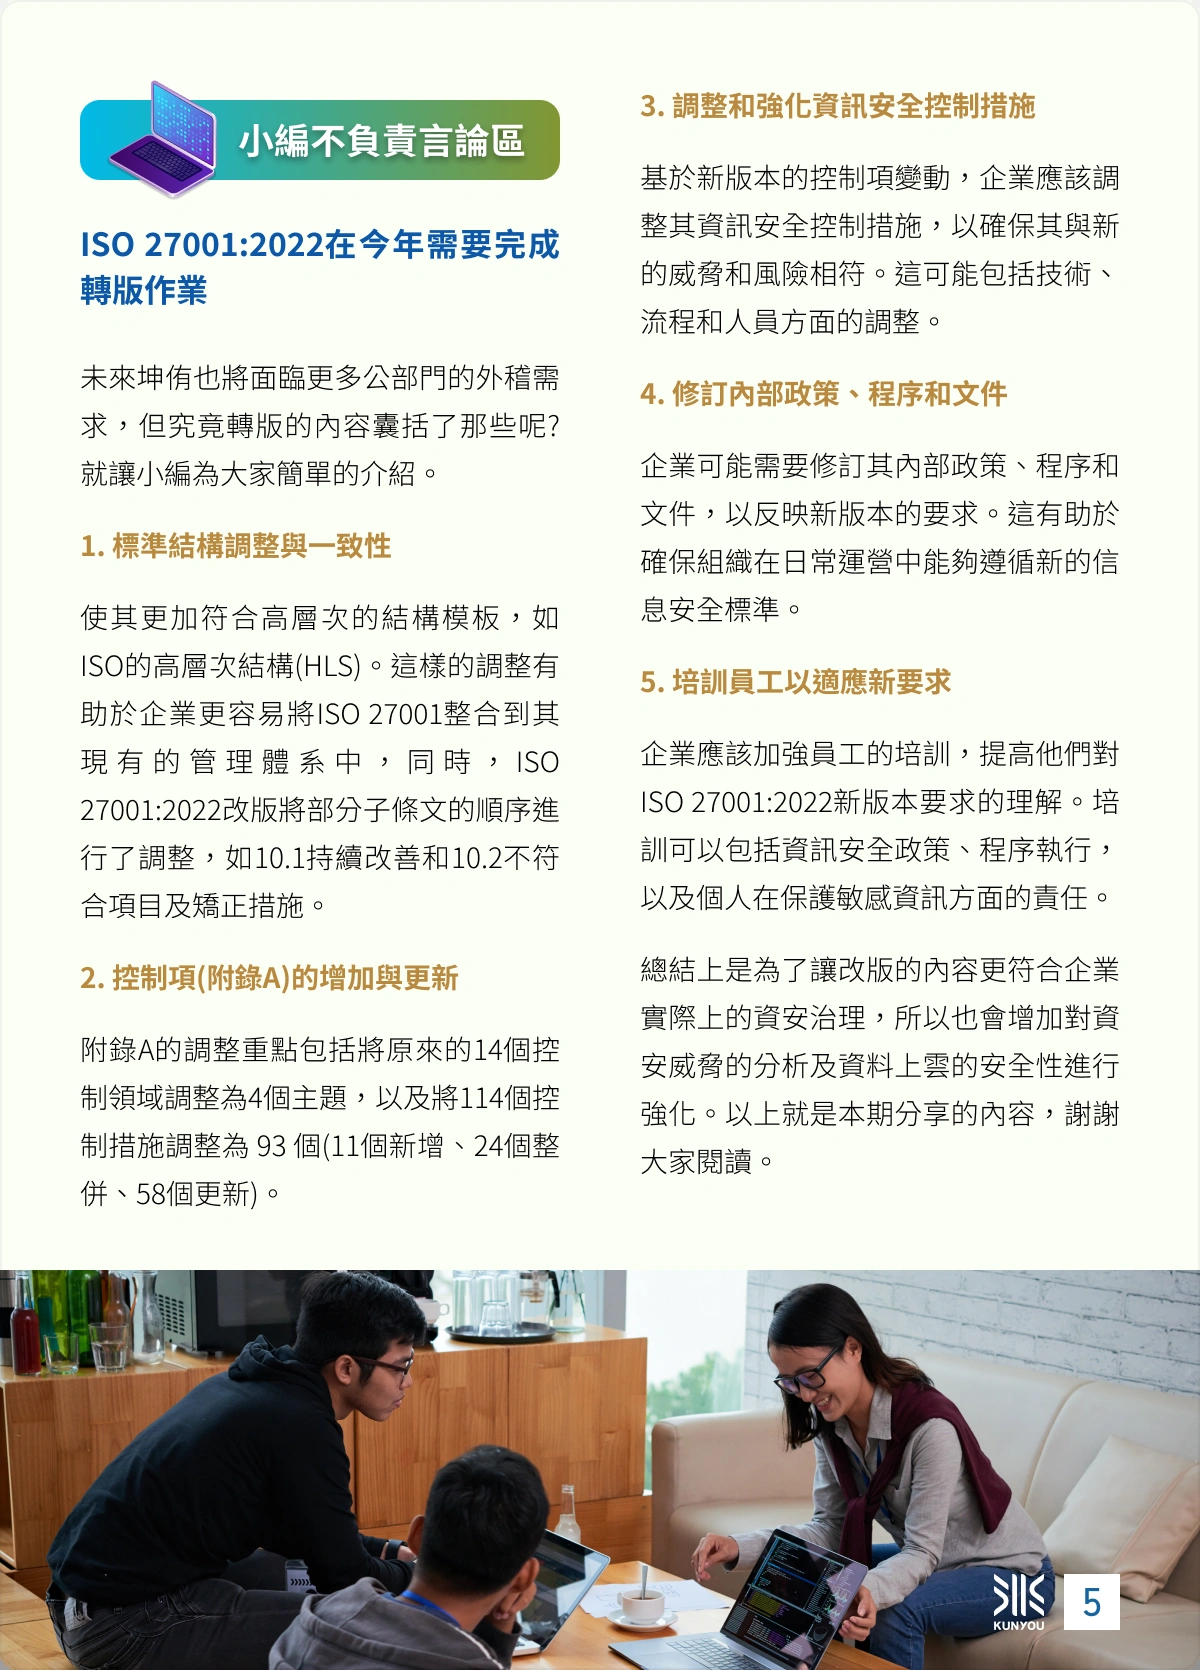 小編不負責言論區
ISO 27001:2022在今年需要完成
轉版作業
未來坤侑也將面臨更多公部門的外稽需
求，但究竟轉版的內容囊括了那些呢?
就讓小編為大家簡單的介紹。
1. 標準結構調整與一致性
使其更加符合高層次的結構模板，如
ISO的高層次結構(HLS)。這樣的調整有
助於企業更容易將ISO 27001整合到其
現有的管理體系中，同時，ISO
27001:2022改版將部分子條文的順序進
行了調整，如10.1持續改善和10.2不符
合項目及矯正措施。
2. 控制項(附錄A)的增加與更新
附錄A的調整重點包括將原來的14個控
制領域調整為4個主題，以及將114個控
制措施調整為 93 個(11個新增、24個整
併、58個更新)。
3. 調整和強化資訊安全控制措施
基於新版本的控制項變動，企業應該調
整其資訊安全控制措施，以確保其與新
的威脅和風險相符。這可能包括技術、
流程和人員方面的調整。
4. 修訂內部政策、程序和文件
企業可能需要修訂其內部政策、程序和
文件，以反映新版本的要求。這有助於
確保組織在日常運營中能夠遵循新的信
息安全標準。
5. 培訓員工以適應新要求
企業應該加強員工的培訓，提高他們對
ISO 27001:2022新版本要求的理解。培
訓可以包括資訊安全政策、程序執行，
以及個人在保護敏感資訊方面的責任。
總結上是為了讓改版的內容更符合企業
實際上的資安治理，所以也會增加對資
安威脅的分析及資料上雲的安全性進行
強化。以上就是本期分享的內容，謝謝
大家閱讀。
KUNYOU
5